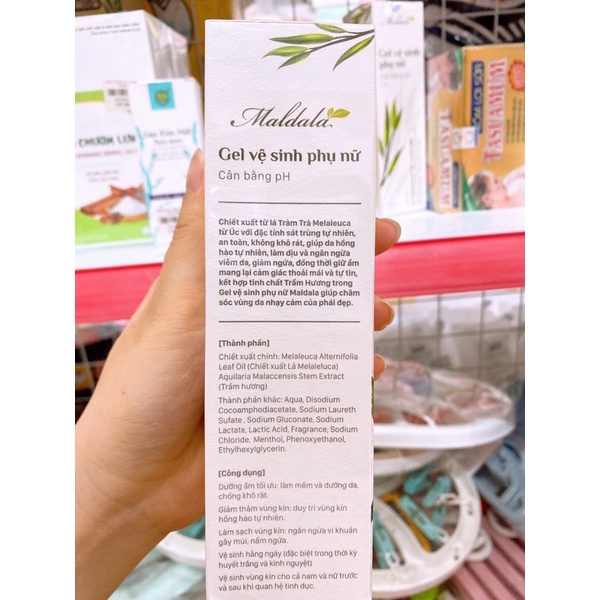 Maldala
Gel vệ sinh phụ nữ
Cân bằng pH
Chiết xuất từ lá Tràm Trà Melaleuca
từ Úc với đặc tính sát trùng tự nhiên,
an toàn, không khô rát, giúp da hồng
hào tự nhiên, làm dịu và ngăn ngừa
viêm da, giảm ngứa, đồng thời giữ ẩm
mang lại cảm giác thoải mái và tự tin,
kết hợp tinh chất Trầm Hương trong
Gel vệ sinh phụ nữ Maldala giúp chăm
sóc vùng da nhạy cảm của phái đẹp.
[Thành phần]
Chiết xuất chính: Melaleuca Alternifolia
Leaf Oil (Chiết xuất Lá Melaleluca)
Aquilaria Malaccensis Stem Extract
(Trầm hương)
Thành phần khác: Aqua, Disodium
Cocoamphodiacetate, Sodium Laureth
Sufate , Sodium Gluconate, Sodium
Lactate, Lactic Acid, Fragrance, Sodium
Chloride, Menthol, Phenoxyethanol,
Ethylhexylglycerin.
[Công dụng]
Dưỡng ẩm tối ưu: làm mềm và dưỡng da,
chống khô rát.
Giảm thâm vùng kín: duy trì vùng kín
hồng hào tự nhiên.
Làm sạch vùng kín: ngăn ngừa vi khuẩn
gây mùi, nấm ngứa.
Vệ sinh hằng ngày (đặc biệt trong thời kỳ
huyết trắng và kinh nguyệt)
Vệ sinh vùng kín cho cả nam và nữ trước
và sau khi quan hệ tình dục.
Maldala
Gel vệ sinh
phụ nữ
Cân bằng pH
TASUAMUM
TASUAMUM
CHƯỜM